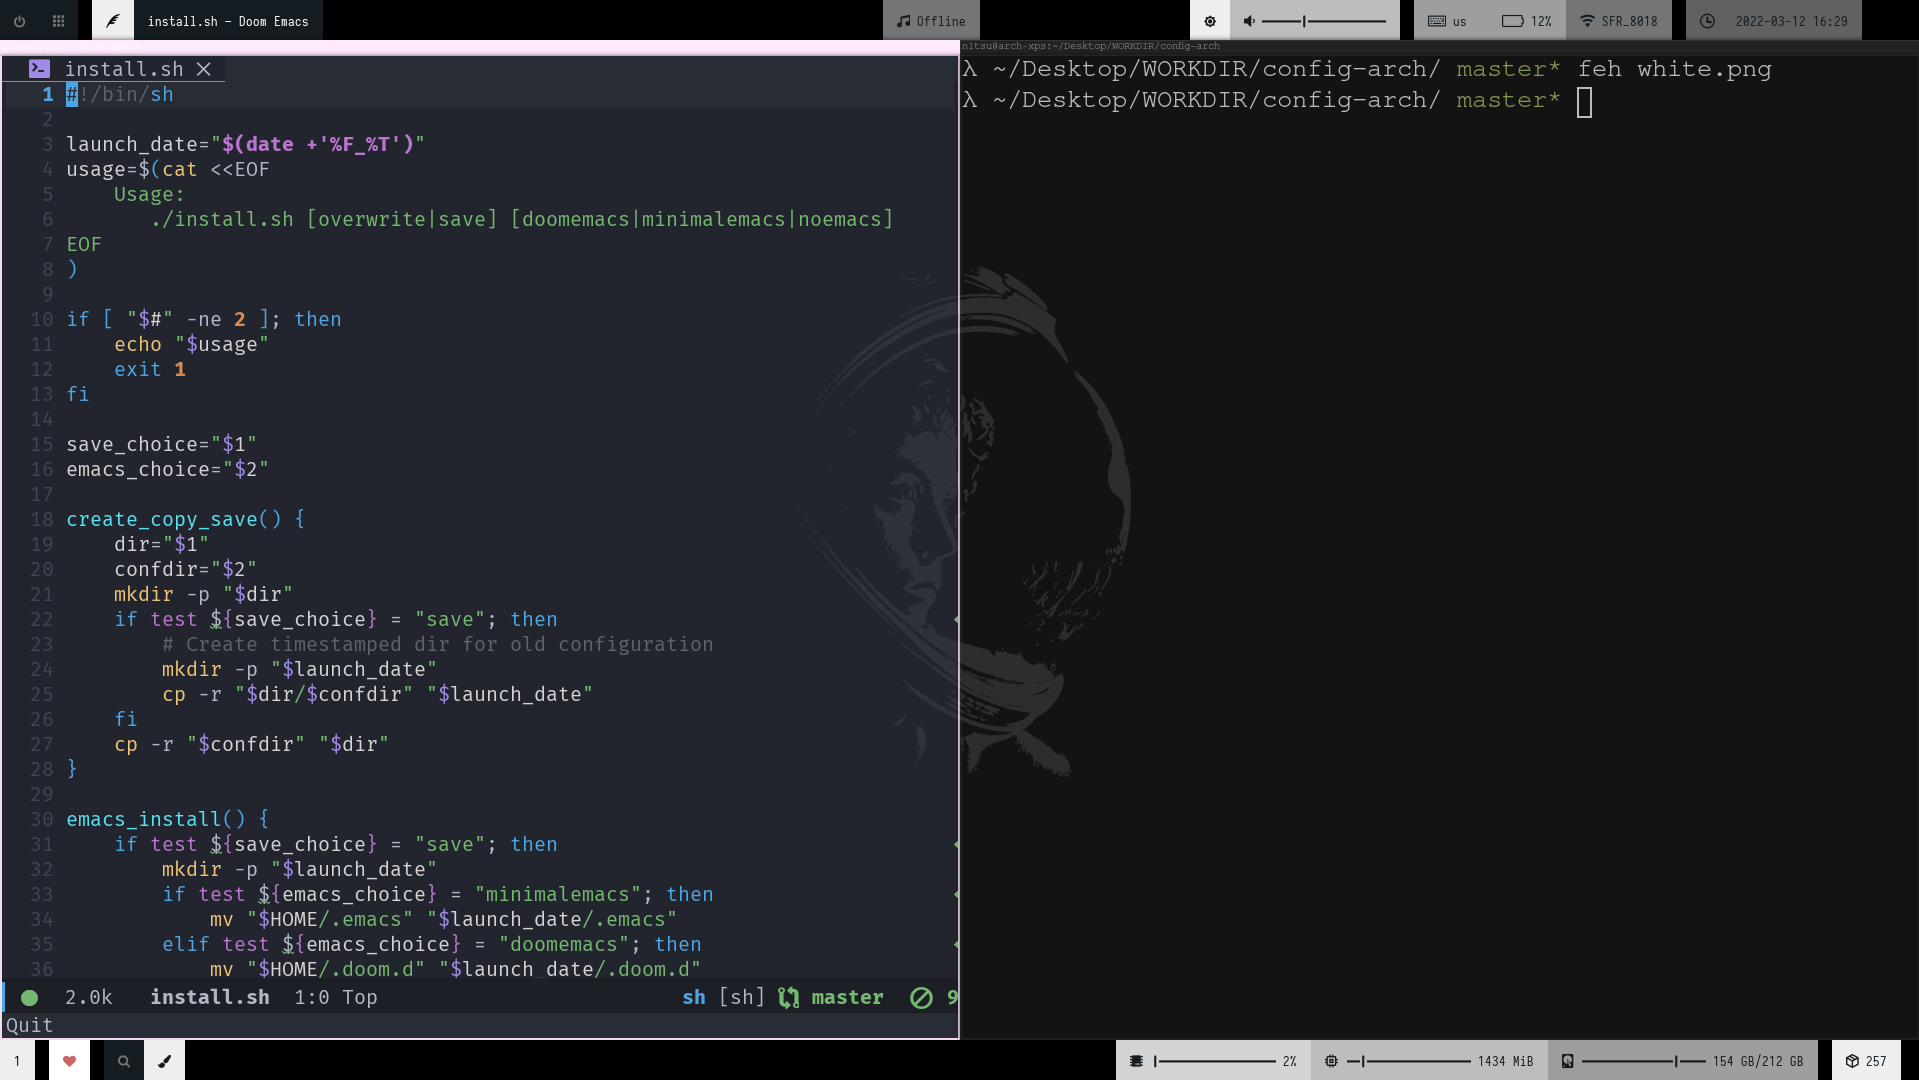 install.sh – Doom Emacs
Offline
us
12%
SFR_8018
2022-03-12 16:29
nitsu@arch-xps:~/Desktop/WORKDIR/config-arch
install.sh
1 #!/bin/sh
2
3 launch_date="$(date +'%F_%T')"
4 usage=$(cat <<EOF
5     Usage:
6        ./install.sh [overwrite|save] [doomemacs|minimalemacs|noemacs]
7 EOF
8 )
9
10 if [ "$#" -ne 2 ]; then
11     echo "$usage"
12     exit 1
13 fi
14
15 save_choice="$1"
16 emacs_choice="$2"
17
18 create_copy_save() {
19     dir="$1"
20     confdir="$2"
21     mkdir -p "$dir"
22     if test ${save_choice} = "save"; then
23         # Create timestamped dir for old configuration
24         mkdir -p "$launch_date"
25         cp -r "$dir/$confdir" "$launch_date"
26     fi
27     cp -r "$confdir" "$dir"
28 }
29
30 emacs_install() {
31     if test ${save_choice} = "save"; then
32         mkdir -p "$launch_date"
33         if test ${emacs_choice} = "minimalemacs"; then
34             mv "$HOME/.emacs" "$launch_date/.emacs"
35         elif test ${emacs_choice} = "doomemacs"; then
36             mv "$HOME/.doom.d" "$launch_date/.doom.d"
2.0k install.sh 1:0 Top sh [sh] master 9
Quit
λ ~/Desktop/WORKDIR/config-arch/ master* feh white.png
λ ~/Desktop/WORKDIR/config-arch/ master*
1
2%
1434 MiB
154 GB/212 GB
257